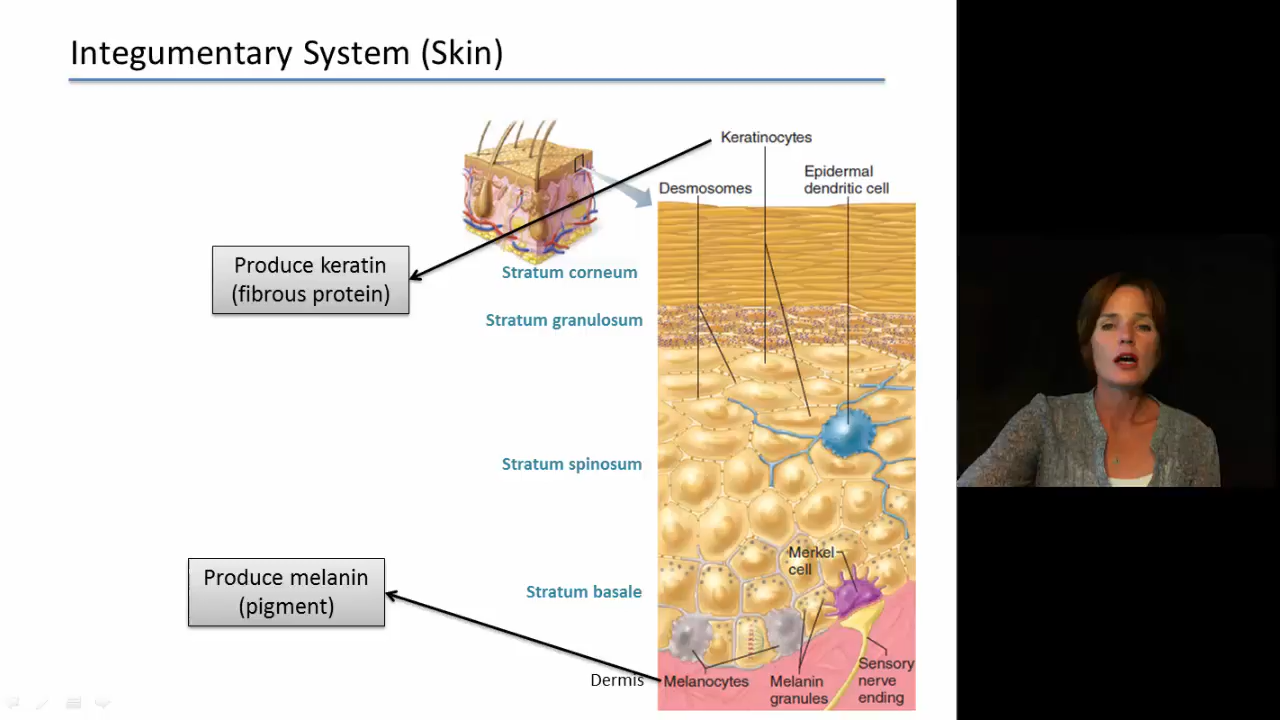 Integumentary System (Skin)
Keratinocytes
Desmosomes
Epidermal
dendritic cell
Produce keratin
(fibrous protein)
Stratum corneum
Stratum granulosum
Stratum spinosum
Merkel
cell
Produce melanin
(pigment)
Stratum basale
Dermis
Melanocytes
Melanin
granules
Sensory
nerve
ending